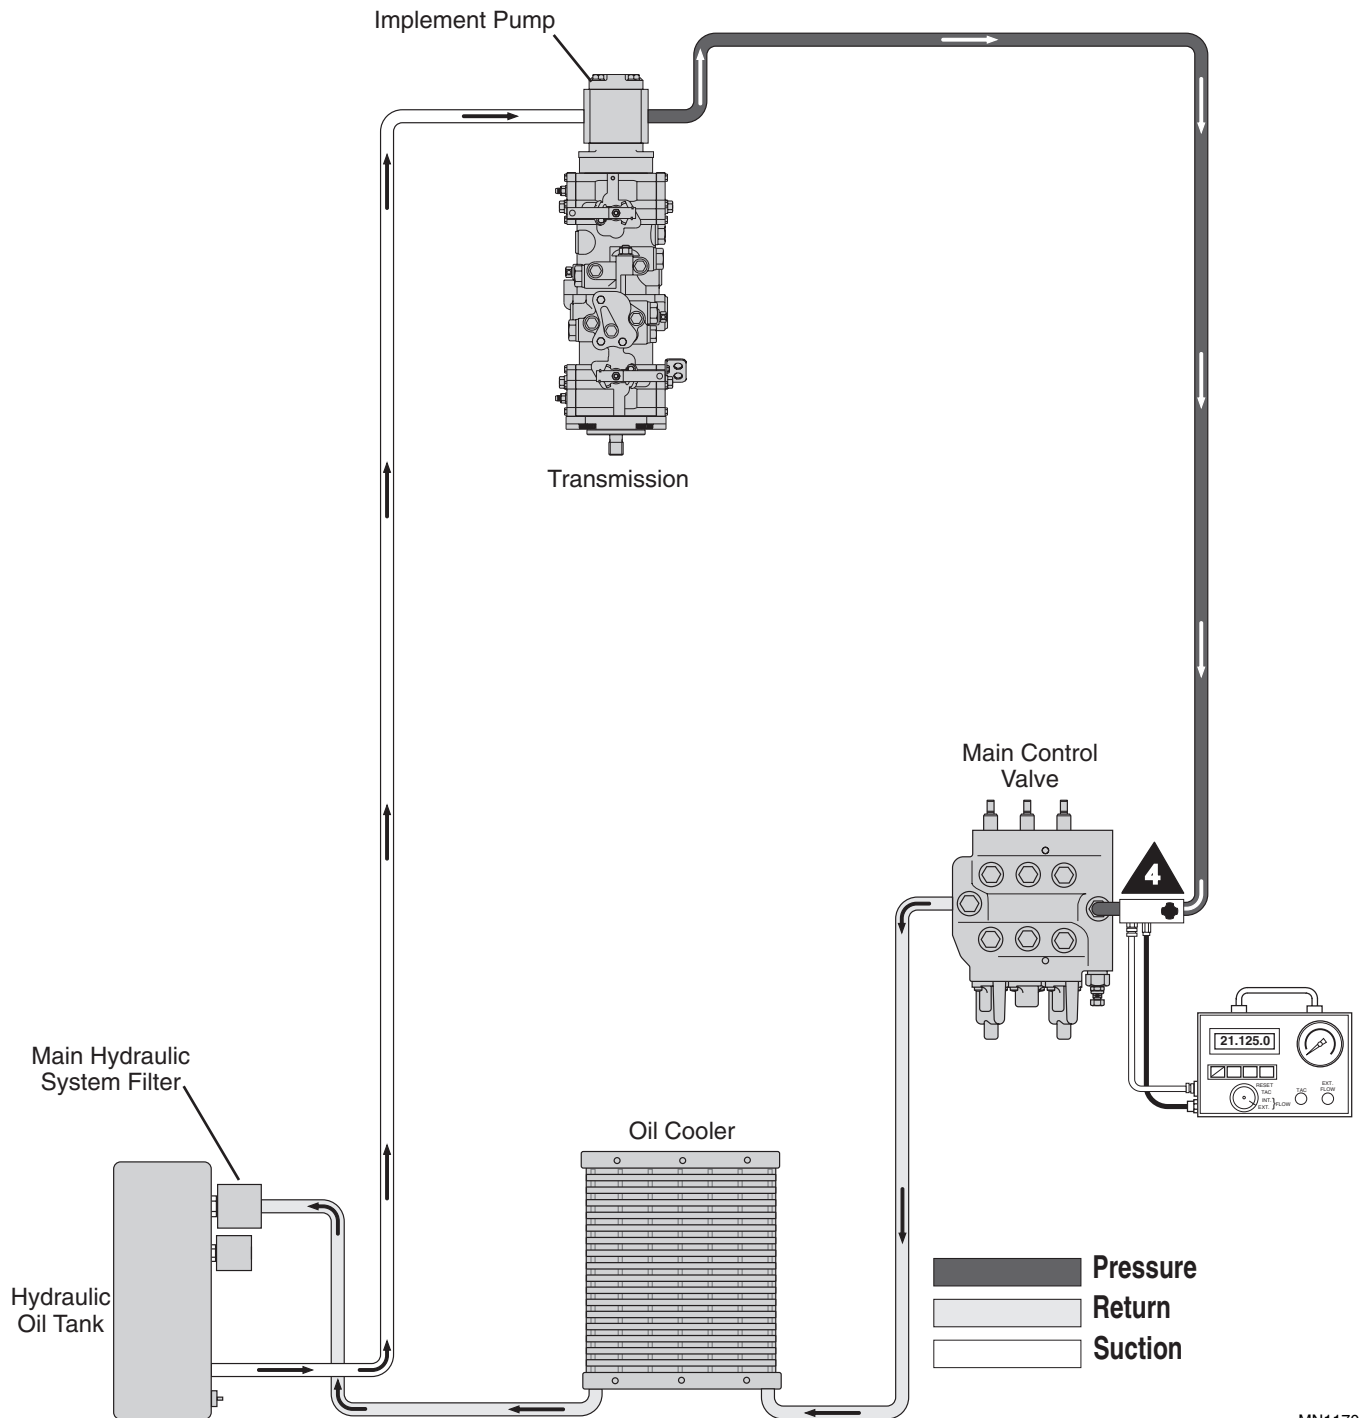 Implement Pump
Transmission
Main Control
Valve
4
21.125.0
RESET
TAC
INT.
EXT.
FLOW
TAC
EXT.
FLOW
Main Hydraulic
System Filter
Oil Cooler
Hydraulic
Oil Tank
Pressure
Return
Suction